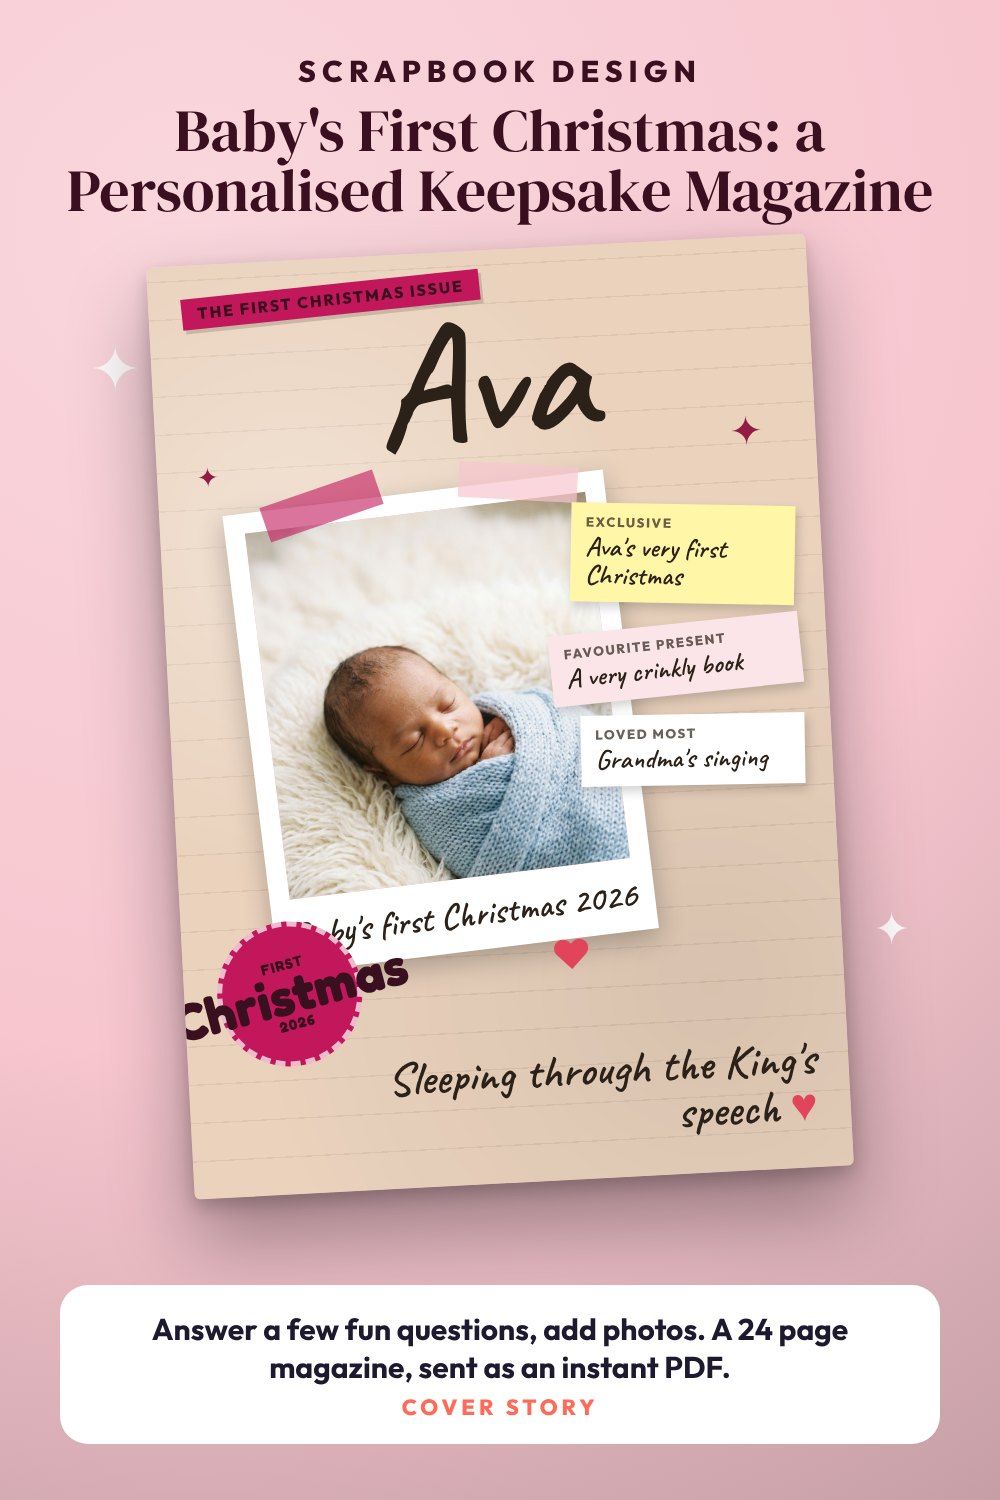 SCRAPBOOK DESIGN
Baby's First Christmas: a
Personalised Keepsake Magazine
THE FIRST CHRISTMAS ISSUE
Ava
EXCLUSIVE
Ava's very first
Christmas
FAVOURITE PRESENT
A very crinkly book
LOVED MOST
Grandma's singing
by's first Christmas 2026
FIRST
Christmas
2026
Sleeping through the King's
speech ♥
Answer a few fun questions, add photos. A 24 page
magazine, sent as an instant PDF.
COVER STORY